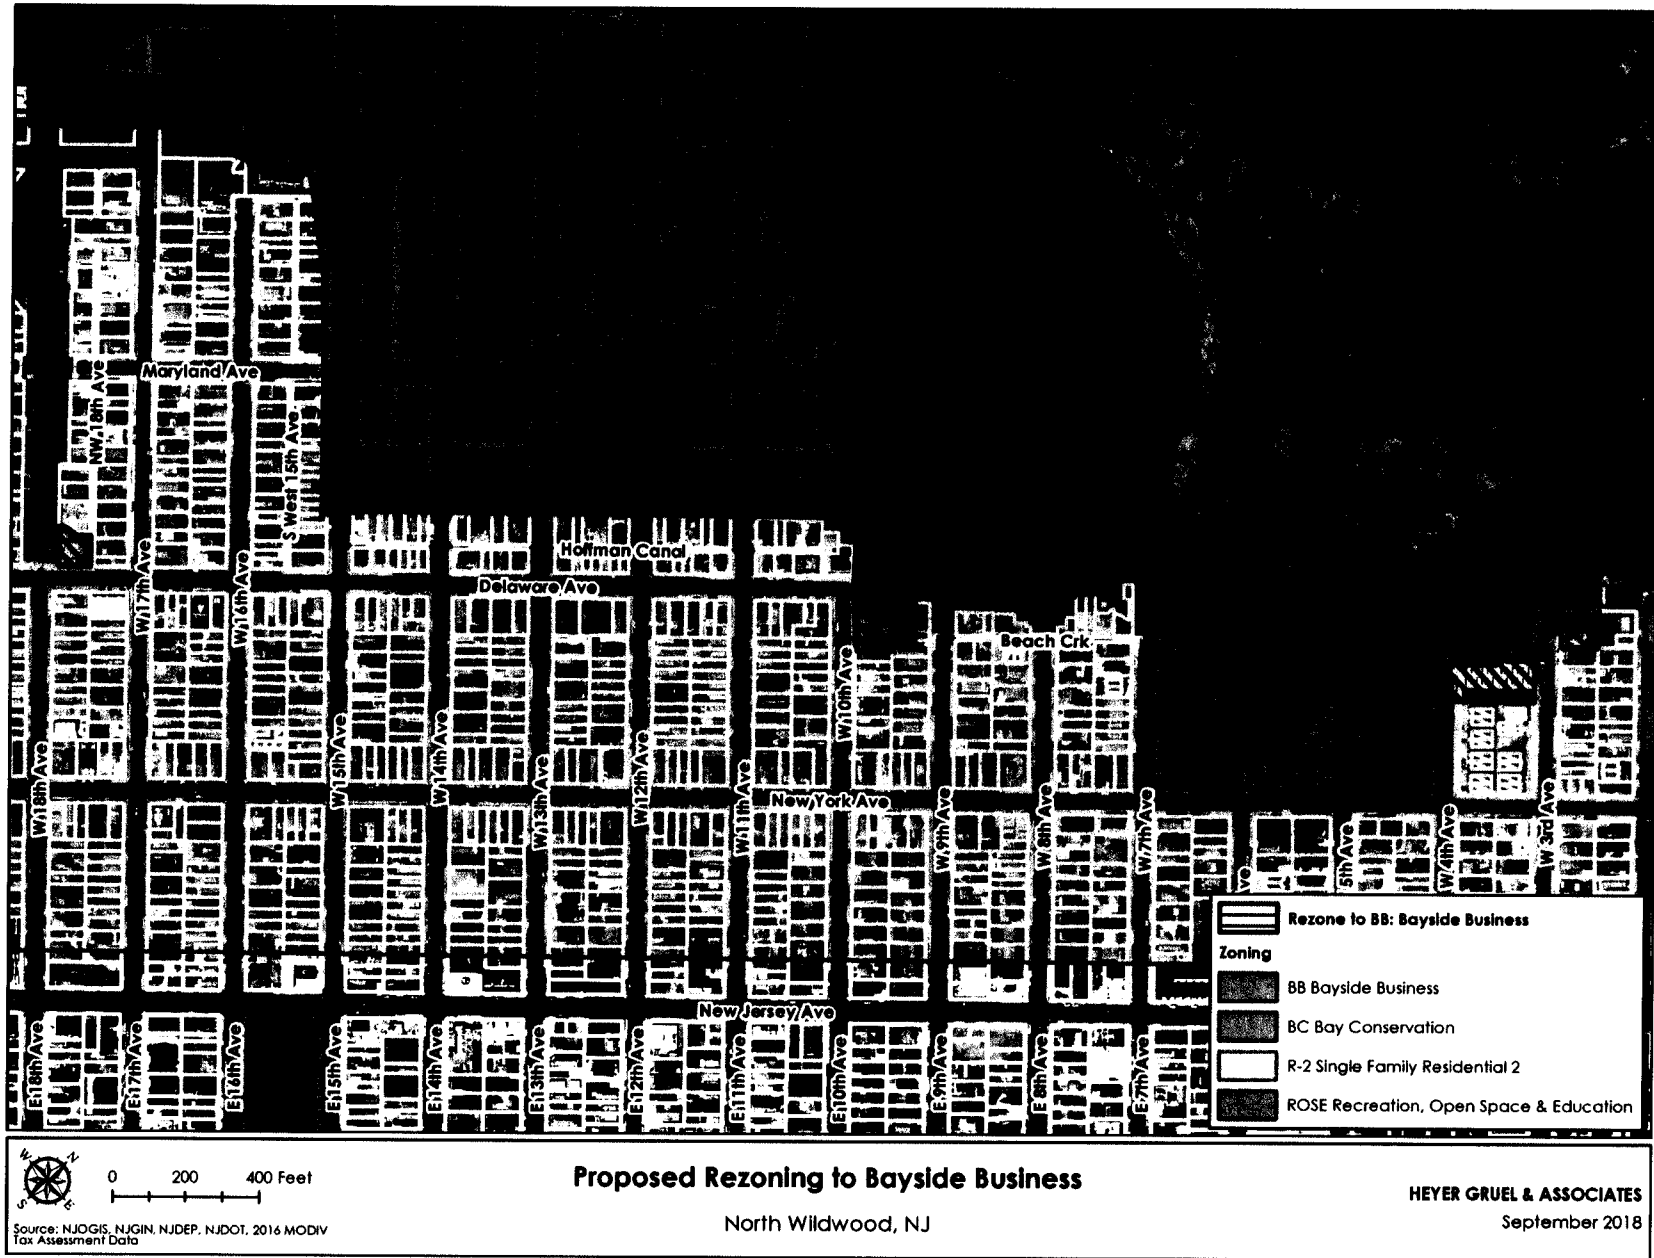 Maryland Ave
NW 18th Ave
S West 15th Ave
Hoffman Canal
Delaware Ave
W 17th Ave
W 16th Ave
Beach Crk
W 10th Ave
W 18th Ave
W 15th Ave
W 14th Ave
W 13th Ave
W 12th Ave
W 11th Ave
New York Ave
W 9th Ave
W 8th Ave
W 7th Ave
5th Ave
W 4th Ave
W 3rd Ave
New Jersey Ave
E 18th Ave
E 17th Ave
E 16th Ave
E 15th Ave
E 14th Ave
E 13th Ave
E 12th Ave
E 11th Ave
E 10th Ave
E 9th Ave
E 8th Ave
E 7th Ave
Rezone to BB: Bayside Business
Zoning
BB Bayside Business
BC Bay Conservation
R-2 Single Family Residential 2
ROSE Recreation, Open Space & Education
W N
S E
0 200 400 Feet
Source: NJOGIS, NJGIN, NJDEP, NJDOT, 2016 MODIV
Tax Assessment Data
Proposed Rezoning to Bayside Business
North Wildwood, NJ
HEYER GRUEL & ASSOCIATES
September 2018